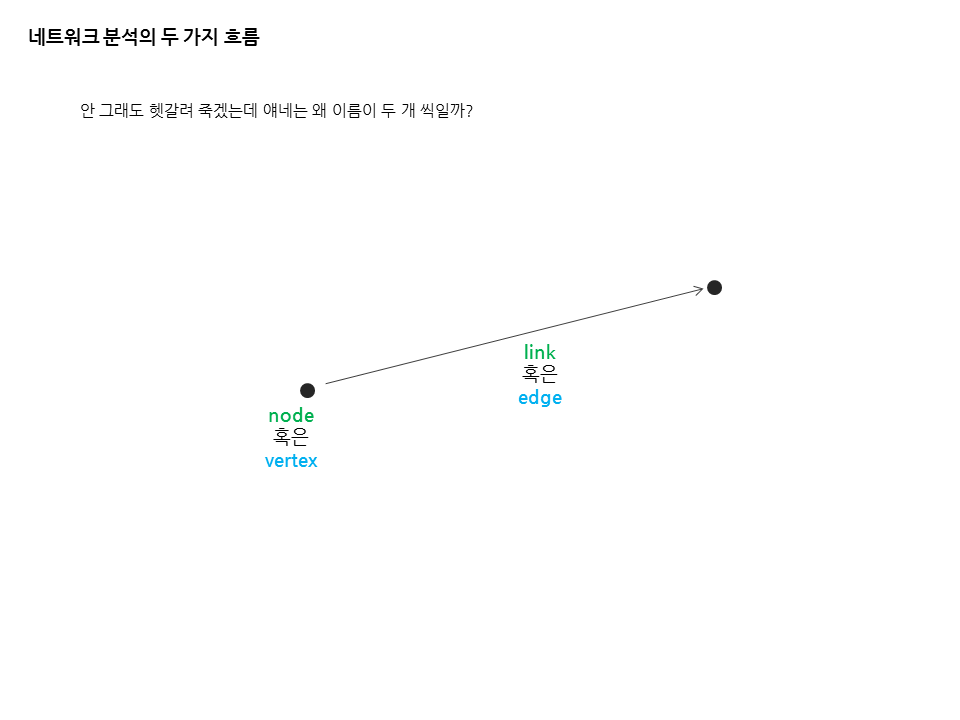 네트워크 분석의 두 가지 흐름
안 그래도 헷갈려 죽겠는데 얘네는 왜 이름이 두 개 씩일까?
link
혹은
edge
node
혹은
vertex